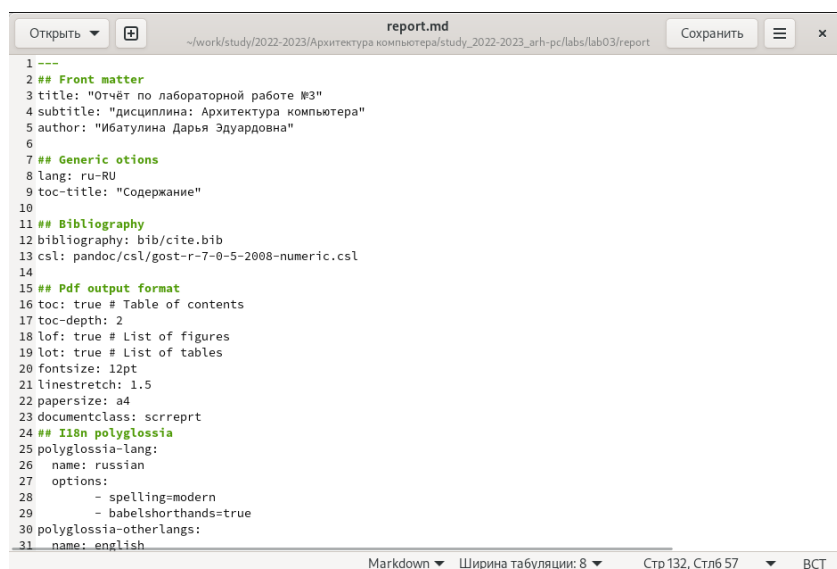 Открыть
report.md
~/work/study/2022-2023/Архитектура компьютера/study_2022-2023_arh-pc/labs/lab03/report
Сохранить
1 ---
2 ## Front matter
3 title: "Отчёт по лабораторной работе №3"
4 subtitle: "дисциплина: Архитектура компьютера"
5 author: "Ибатулина Дарья Эдуардовна"
6
7 ## Generic otions
8 lang: ru-RU
9 toc-title: "Содержание"
10
11 ## Bibliography
12 bibliography: bib/cite.bib
13 csl: pandoc/csl/gost-r-7-0-5-2008-numeric.csl
14
15 ## Pdf output format
16 toc: true # Table of contents
17 toc-depth: 2
18 lof: true # List of figures
19 lot: true # List of tables
20 fontsize: 12pt
21 linestretch: 1.5
22 papersize: a4
23 documentclass: scrreprt
24 ## I18n polyglossia
25 polyglossia-lang:
26   name: russian
27   options:
28         - spelling=modern
29         - babelshorthands=true
30 polyglossia-otherlangs:
31   name: english
Markdown Ширина табуляции: 8 Стр 132, Стлб 57 ВСТ